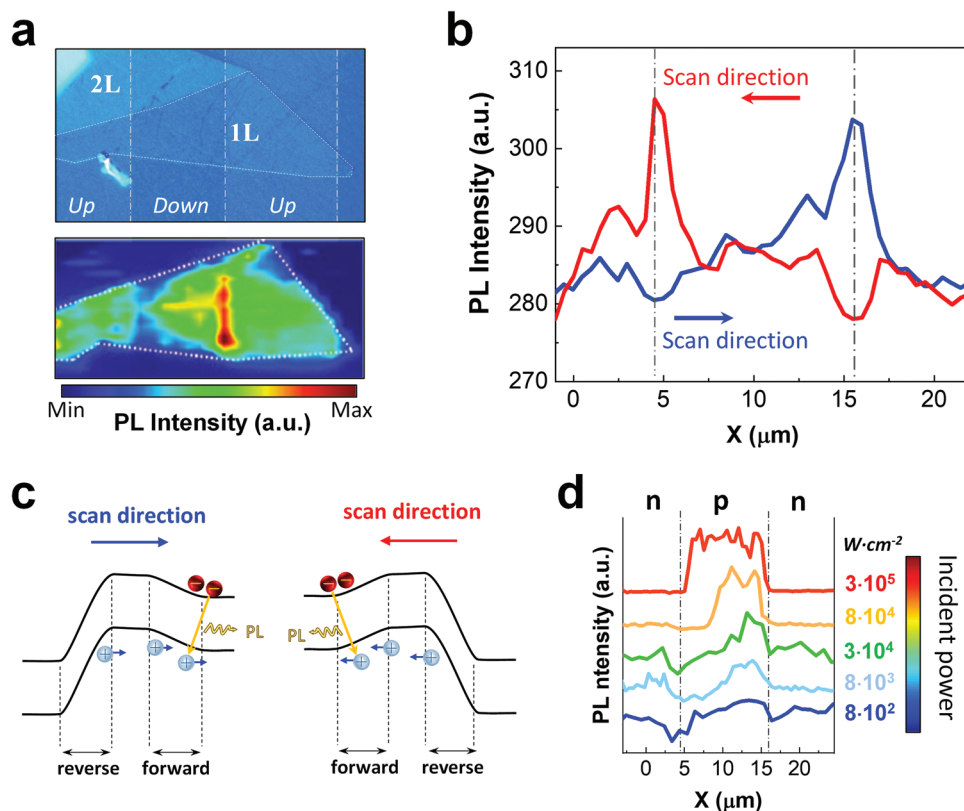 a
2L
1L
Up
Down
Up
Min
Max
PL Intensity (a.u.)
b
310
300
290
280
270
PL Intensity (a.u.)
Scan direction
Scan direction
0
5
10
15
20
X (μm)
c
scan direction
scan direction
PL
PL
reverse
forward
forward
reverse
d
n
p
n
PL ntensity (a.u.)
W·cm⁻²
3·10⁵
8·10⁴
3·10⁴
8·10³
8·10²
Incident power
0
5
10
15
20
X (μm)